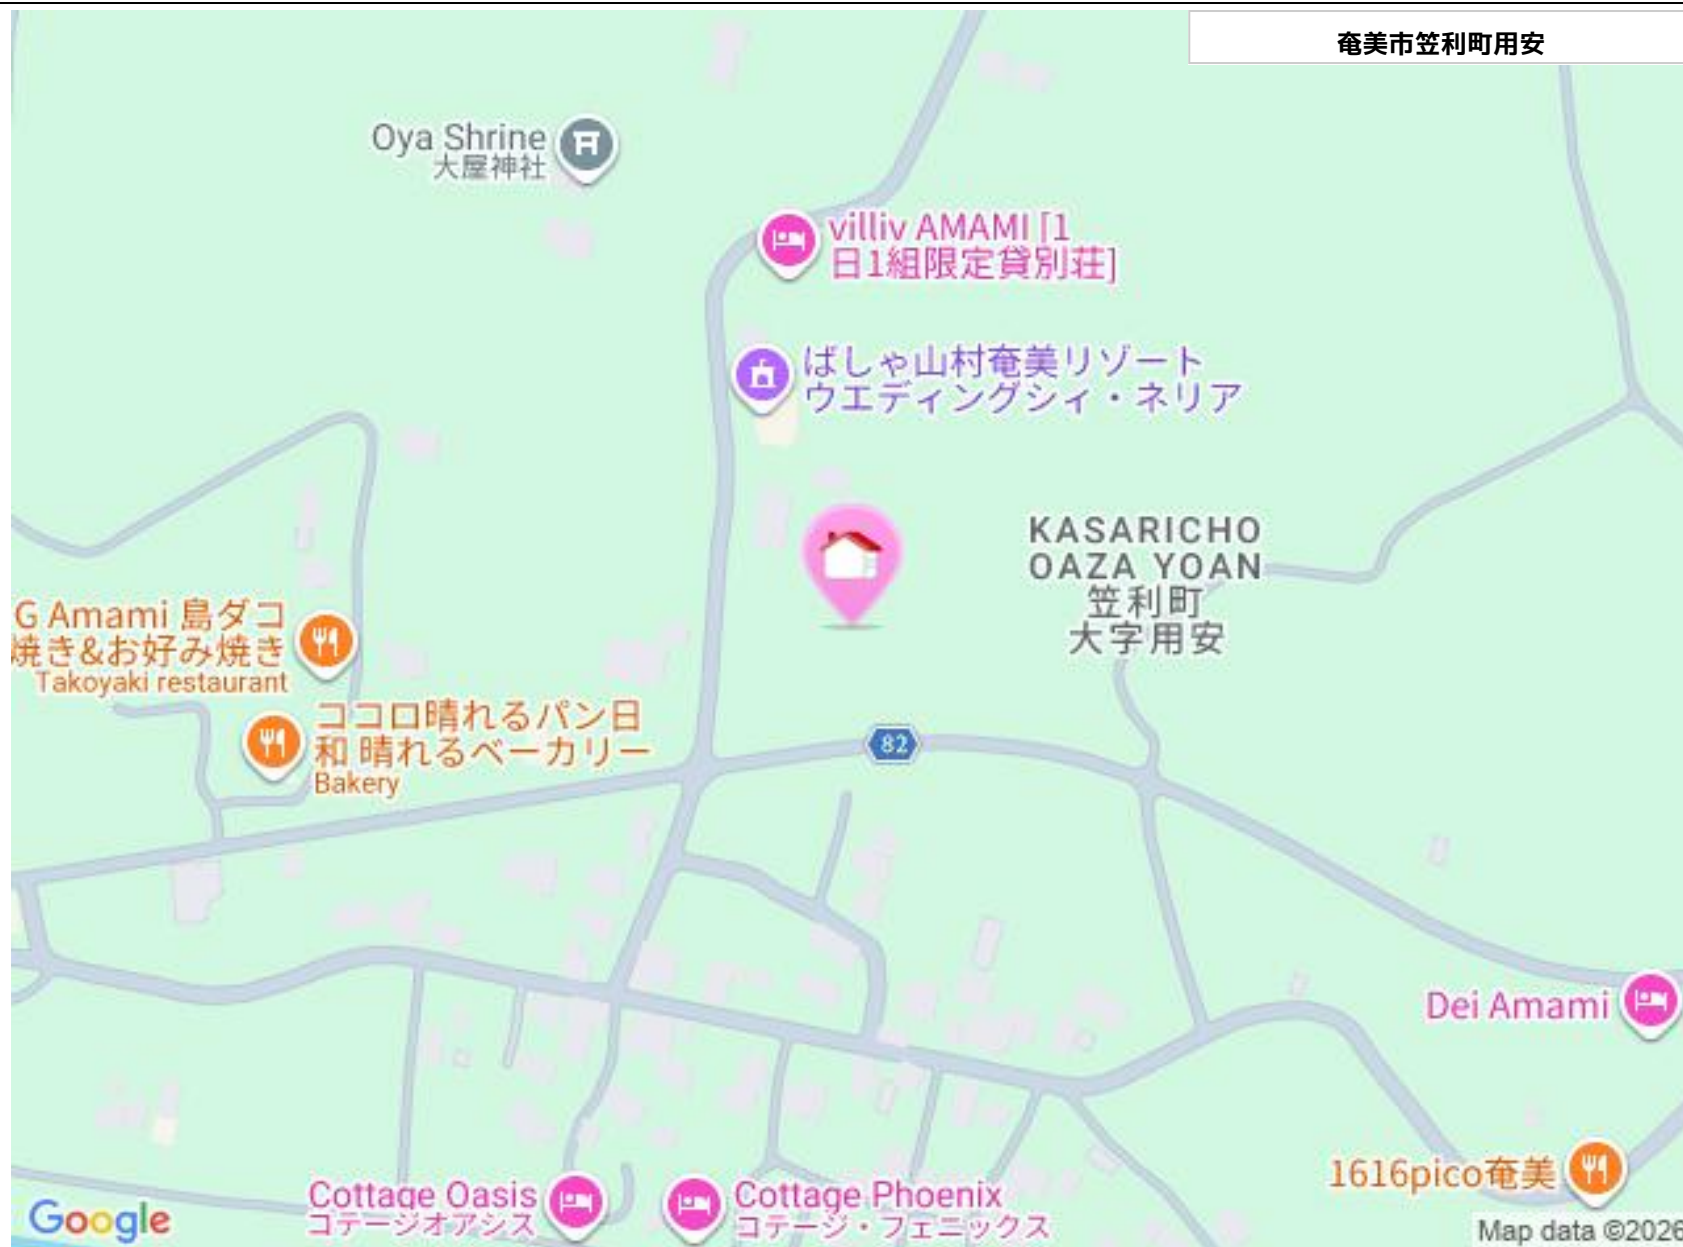 奄美市笠利町用安
Oya Shrine
大屋神社
villiv AMAMI [1
日1組限定貸別荘]
ばしゃ山村奄美リゾート
ウエディングシィ・ネリア
KASARICHO
OAZA YOAN
笠利町
大字用安
G Amami 島ダコ
焼き&お好み焼き
Takoyaki restaurant
ココロ晴れるパン日
和 晴れるベーカリー
Bakery
82
Dei Amami
1616pico奄美
Cottage Oasis
コテージオアシス
Cottage Phoenix
コテージ・フェニックス
Google
Map data ©2026